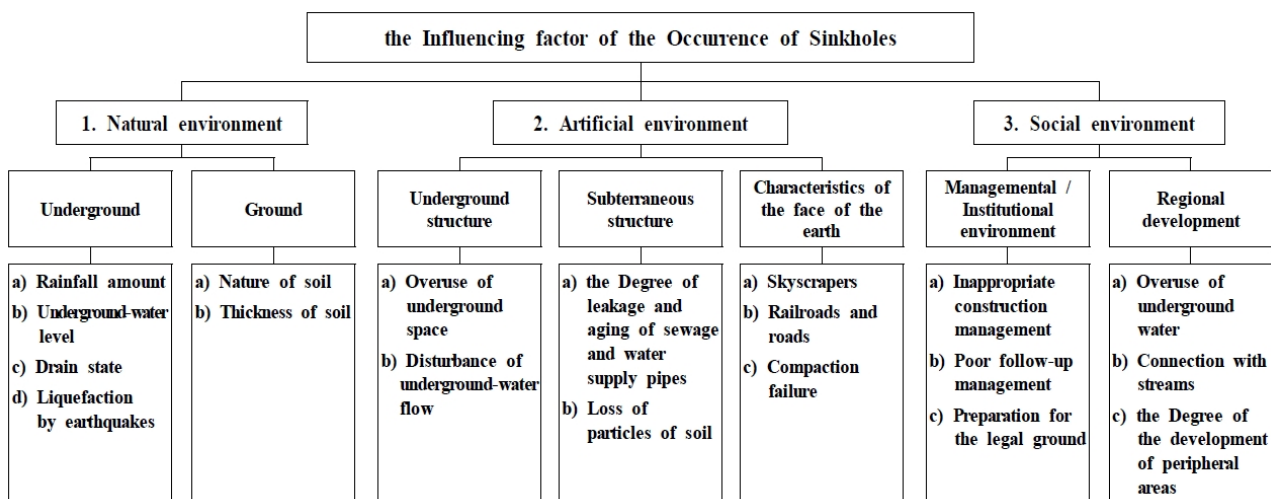 the Influencing factor of the Occurrence of Sinkholes
1. Natural environment
2. Artificial environment
3. Social environment
Underground
Ground
Underground
structure
Subterranean
structure
Characteristics of
the face of the
earth
Managemental /
Institutional
environment
Regional
development
a) Rainfall amount
b) Underground-water
level
c) Drain state
d) Liquefaction
by earthquakes
a) Nature of soil
b) Thickness of soil
a) Overuse of
underground
space
b) Disturbance of
underground-water
flow
a) the Degree of
leakage and
aging of sewage
and water
supply pipes
b) Loss of
particles of soil
a) Skyscrapers
b) Railroads and
roads
c) Compaction
failure
a) Inappropriate
construction
management
b) Poor follow-up
management
c) Preparation for
the legal ground
a) Overuse of
underground
water
b) Connection with
streams
c) the Degree of
the development
of peripheral
areas